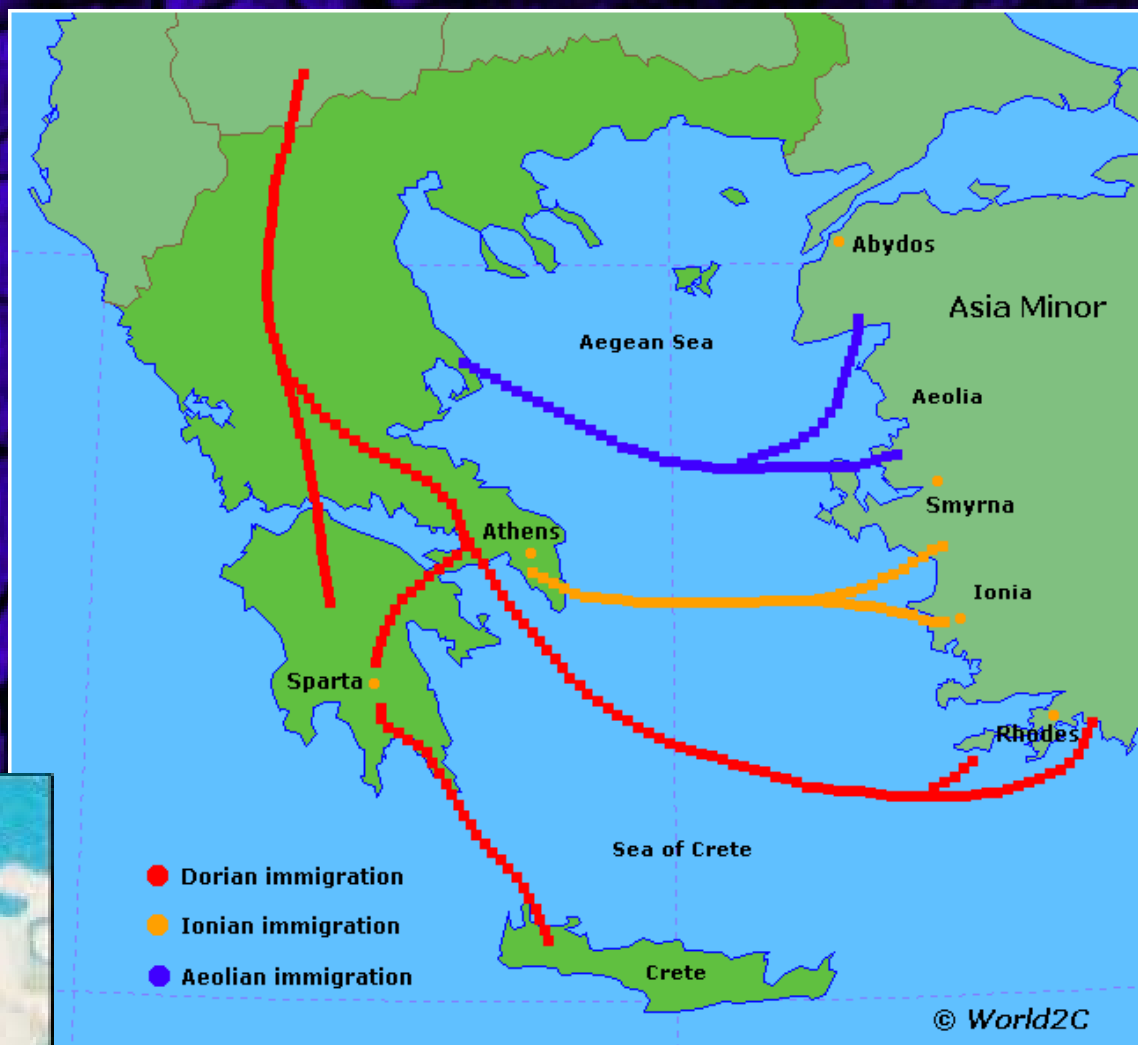 Abydos
Asia Minor
Aegean Sea
Aeolia
Smyrna
Athens
Ionia
Sparta
Rhodes
Sea of Crete
Dorian immigration
Ionian immigration
Aeolian immigration
Crete
© World2C